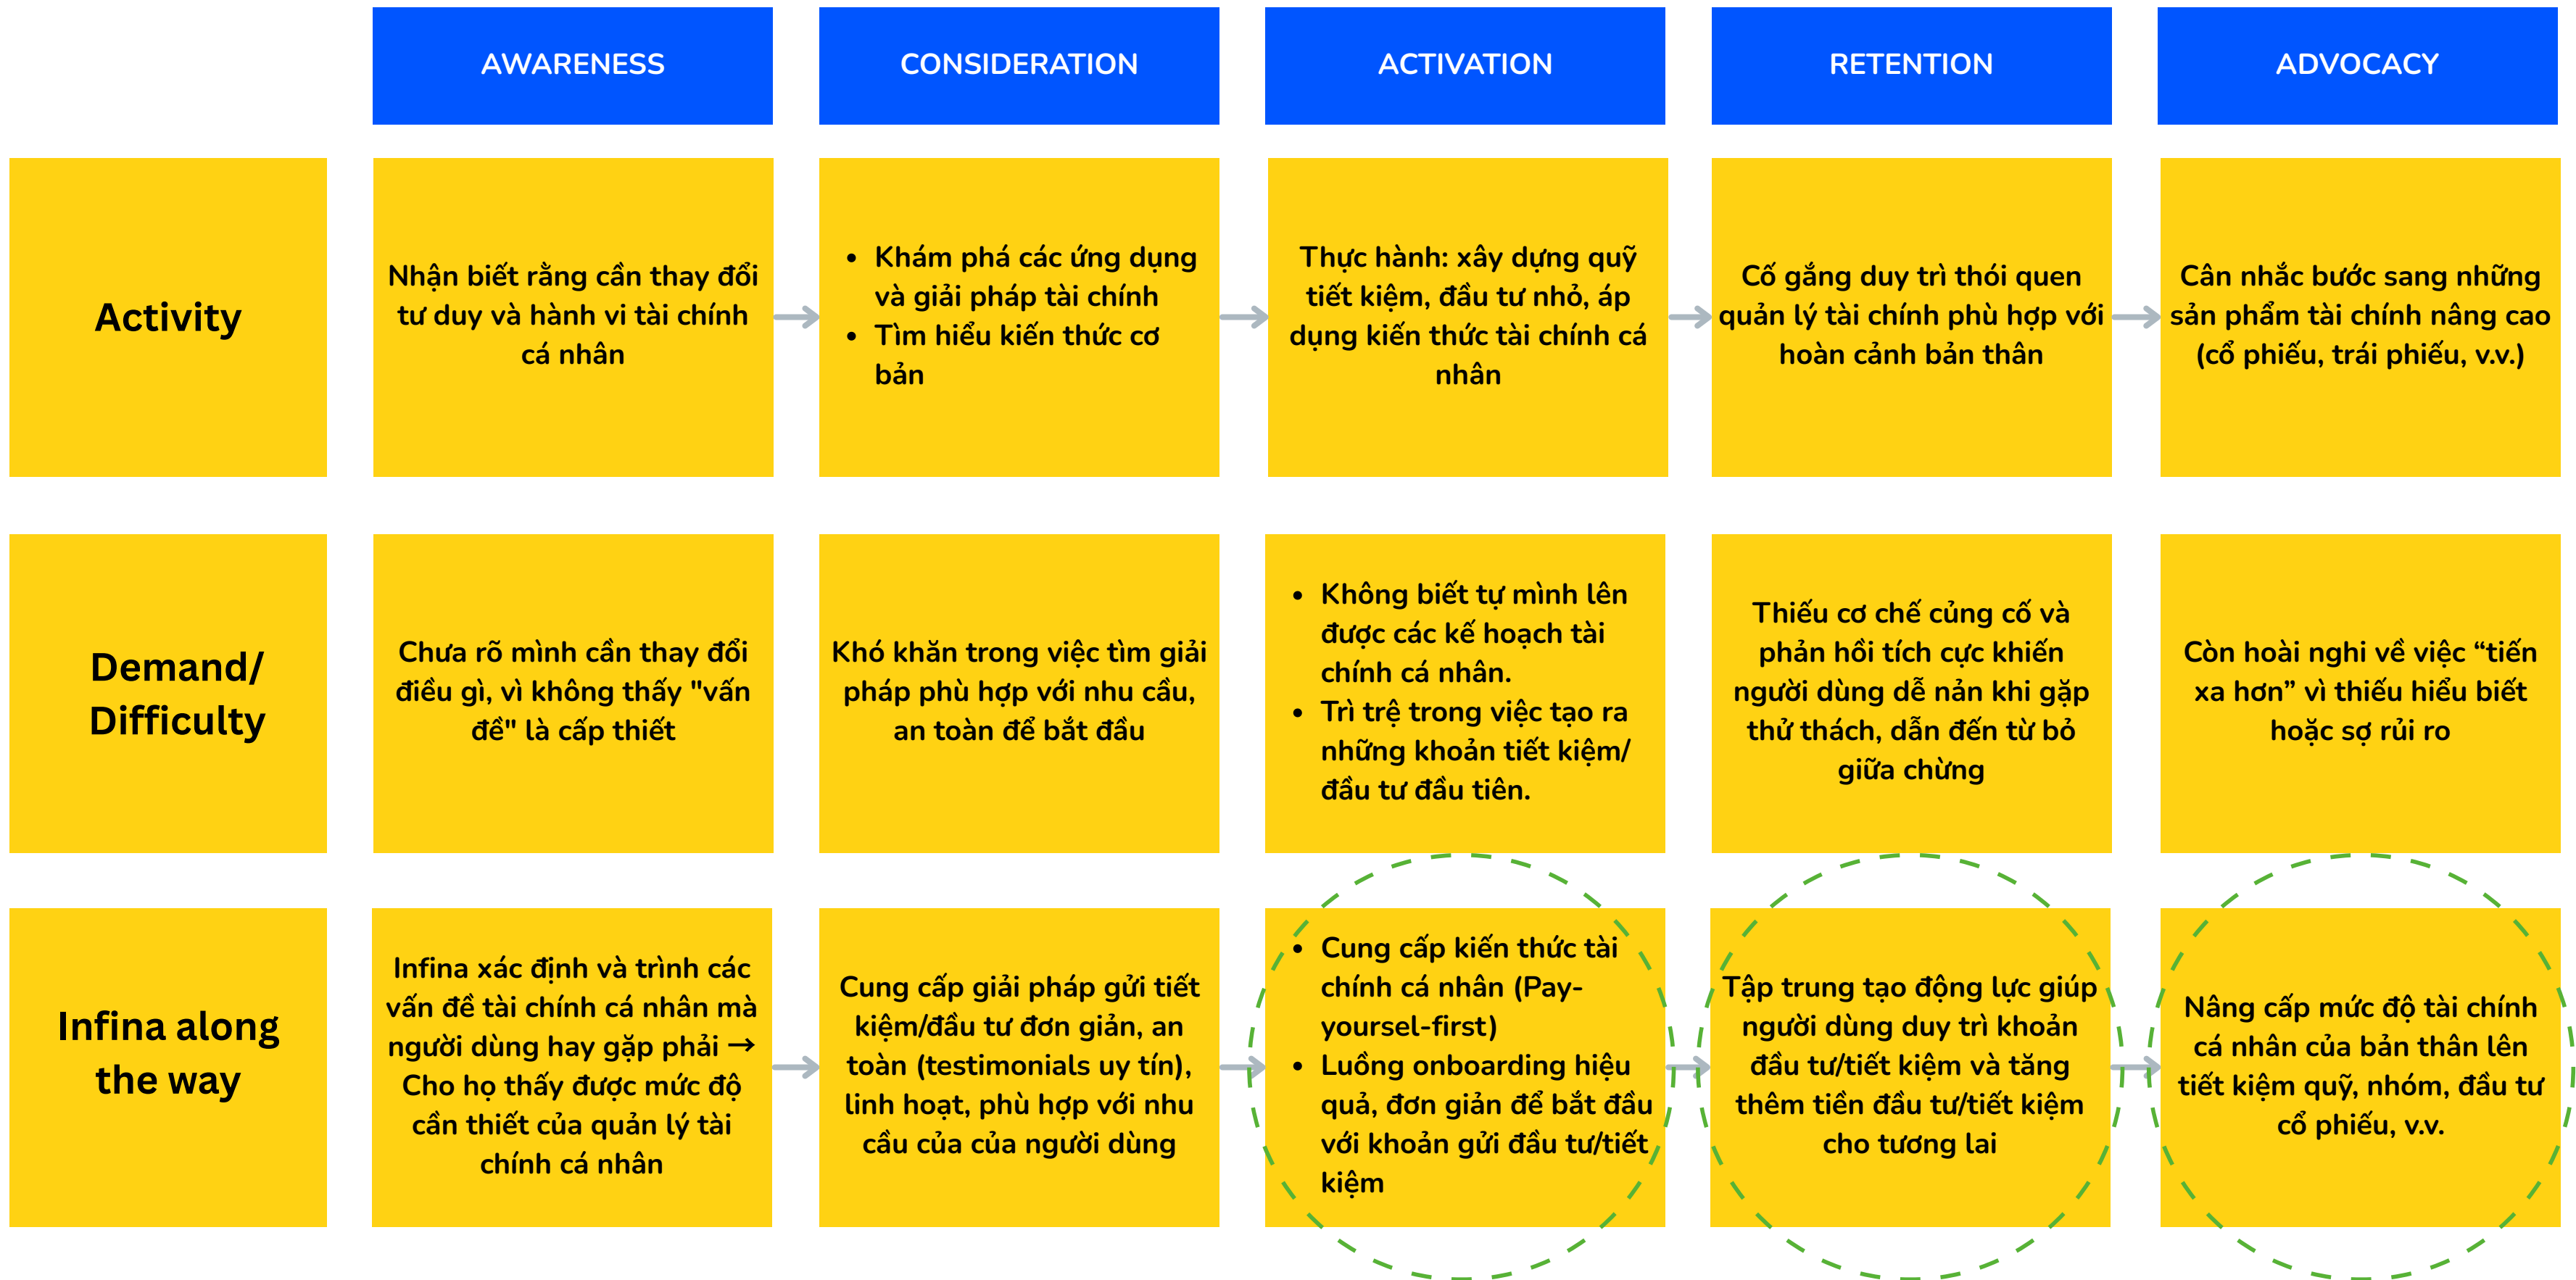 AWARENESS
CONSIDERATION
ACTIVATION
RETENTION
ADVOCACY
Activity
Nhận biết rằng cần thay đổi
tư duy và hành vi tài chính
cá nhân
• Khám phá các ứng dụng
và giải pháp tài chính
• Tìm hiểu kiến thức cơ
bản
Thực hành: xây dựng quỹ
tiết kiệm, đầu tư nhỏ, áp
dụng kiến thức tài chính cá
nhân
Cố gắng duy trì thói quen
quản lý tài chính phù hợp với
hoàn cảnh bản thân
Cân nhắc bước sang những
sản phẩm tài chính nâng cao
(cổ phiếu, trái phiếu, v.v.)
Demand/
Difficulty
Chưa rõ mình cần thay đổi
điều gì, vì không thấy "vấn
đề" là cấp thiết
Khó khăn trong việc tìm giải
pháp phù hợp với nhu cầu,
an toàn để bắt đầu
• Không biết tự mình lên
được các kế hoạch tài
chính cá nhân.
• Trì trệ trong việc tạo ra
những khoản tiết kiệm/
đầu tư đầu tiên.
Thiếu cơ chế củng cố và
phản hồi tích cực khiến
người dùng dễ nản khi gặp
thử thách, dẫn đến từ bỏ
giữa chừng
Còn hoài nghi về việc “tiến
xa hơn” vì thiếu hiểu biết
hoặc sợ rủi ro
Infina along
the way
Infina xác định và trình các
vấn đề tài chính cá nhân mà
người dùng hay gặp phải →
Cho họ thấy được mức độ
cần thiết của quản lý tài
chính cá nhân
Cung cấp giải pháp gửi tiết
kiệm/đầu tư đơn giản, an
toàn (testimonials uy tín),
linh hoạt, phù hợp với nhu
cầu của của người dùng
• Cung cấp kiến thức tài
chính cá nhân (Pay-
yoursel-first)
• Luồng onboarding hiệu
quả, đơn giản để bắt đầu
với khoản gửi đầu tư/tiết
kiệm
Tập trung tạo động lực giúp
người dùng duy trì khoản
đầu tư/tiết kiệm và tăng
thêm tiền đầu tư/tiết kiệm
cho tương lai
Nâng cấp mức độ tài chính
cá nhân của bản thân lên
tiết kiệm quỹ, nhóm, đầu tư
cổ phiếu, v.v.